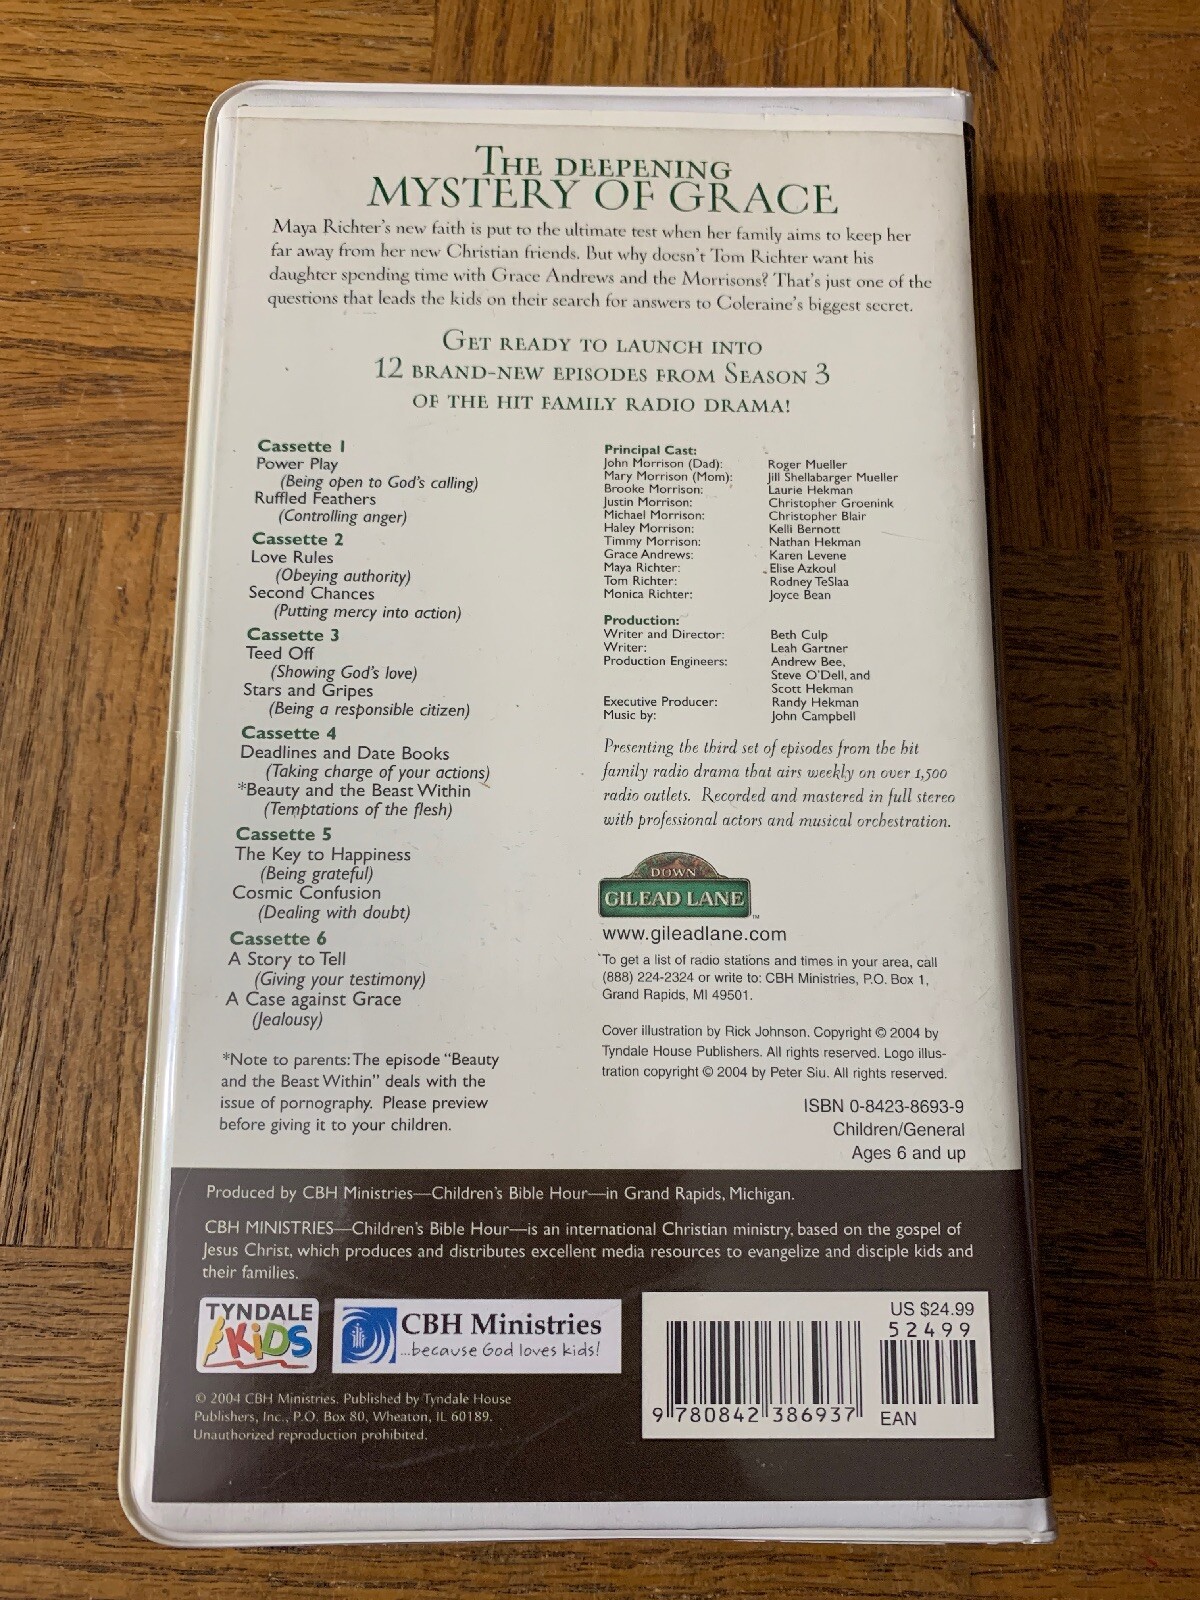 THE DEEPENING
MYSTERY OF GRACE
Maya Richter's new faith is put to the ultimate test when her family aims to keep her
far away from her new Christian friends. But why doesn't Tom Richter want his
daughter spending time with Grace Andrews and the Morrisons? That's just one of the
questions that leads the kids on their search for answers to Coleraine's biggest secret.
GET READY TO LAUNCH INTO
12 BRAND-NEW EPISODES FROM SEASON 3
OF THE HIT FAMILY RADIO DRAMA!
Cassette 1
Power Play
(Being open to God's calling)
Ruffled Feathers
(Controlling anger)
Cassette 2
Love Rules
(Obeying authority)
Second Chances
(Putting mercy into action)
Cassette 3
Teed Off
(Showing God's love)
Stars and Gripes
(Being a responsible citizen)
Cassette 4
Deadlines and Date Books
(Taking charge of your actions)
*Beauty and the Beast Within
(Temptations of the flesh)
Cassette 5
The Key to Happiness
(Being grateful)
Cosmic Confusion
(Dealing with doubt)
Cassette 6
A Story to Tell
(Giving your testimony)
A Case against Grace
(Jealousy)
*Note to parents: The episode "Beauty
and the Beast Within" deals with the
issue of pornography. Please preview
before giving it to your children.
Principal Cast:
John Morrison (Dad): Roger Mueller
Mary Morrison (Mom): Jill Shellabarger Mueller
Brooke Morrison: Laurie Hekman
Justin Morrison: Christopher Groenink
Michael Morrison: Christopher Blair
Haley Morrison: Kelli Bernott
Timmy Morrison: Nathan Hekman
Grace Andrews: Karen Levene
Maya Richter: Elise Azkoul
Tom Richter: Rodney TeSlaa
Monica Richter: Joyce Bean
Production:
Writer and Director: Beth Culp
Writer: Leah Gartner
Production Engineers: Andrew Bee,
Steve O'Dell, and
Scott Hekman
Executive Producer: Randy Hekman
Music by: John Campbell
Presenting the third set of episodes from the hit
family radio drama that airs weekly on over 1,500
radio outlets. Recorded and mastered in full stereo
with professional actors and musical orchestration.
DOWN
GILEAD LANE™
www.gileadlane.com
To get a list of radio stations and times in your area, call
(888) 224-2324 or write to: CBH Ministries, P.O. Box 1,
Grand Rapids, MI 49501.
Cover illustration by Rick Johnson. Copyright © 2004 by
Tyndale House Publishers. All rights reserved. Logo illus-
tration copyright © 2004 by Peter Siu. All rights reserved.
ISBN 0-8423-8693-9
Children/General
Ages 6 and up
Produced by CBH Ministries—Children's Bible Hour—in Grand Rapids, Michigan.
CBH MINISTRIES—Children's Bible Hour—is an international Christian ministry, based on the gospel of
Jesus Christ, which produces and distributes excellent media resources to evangelize and disciple kids and
their families.
TYNDALE
KiDS
CBH Ministries
...because God loves kids!
US $24.99
52499
9 780842 386937
EAN
© 2004 CBH Ministries. Published by Tyndale House
Publishers, Inc., P.O. Box 80, Wheaton, IL 60189.
Unauthorized reproduction prohibited.